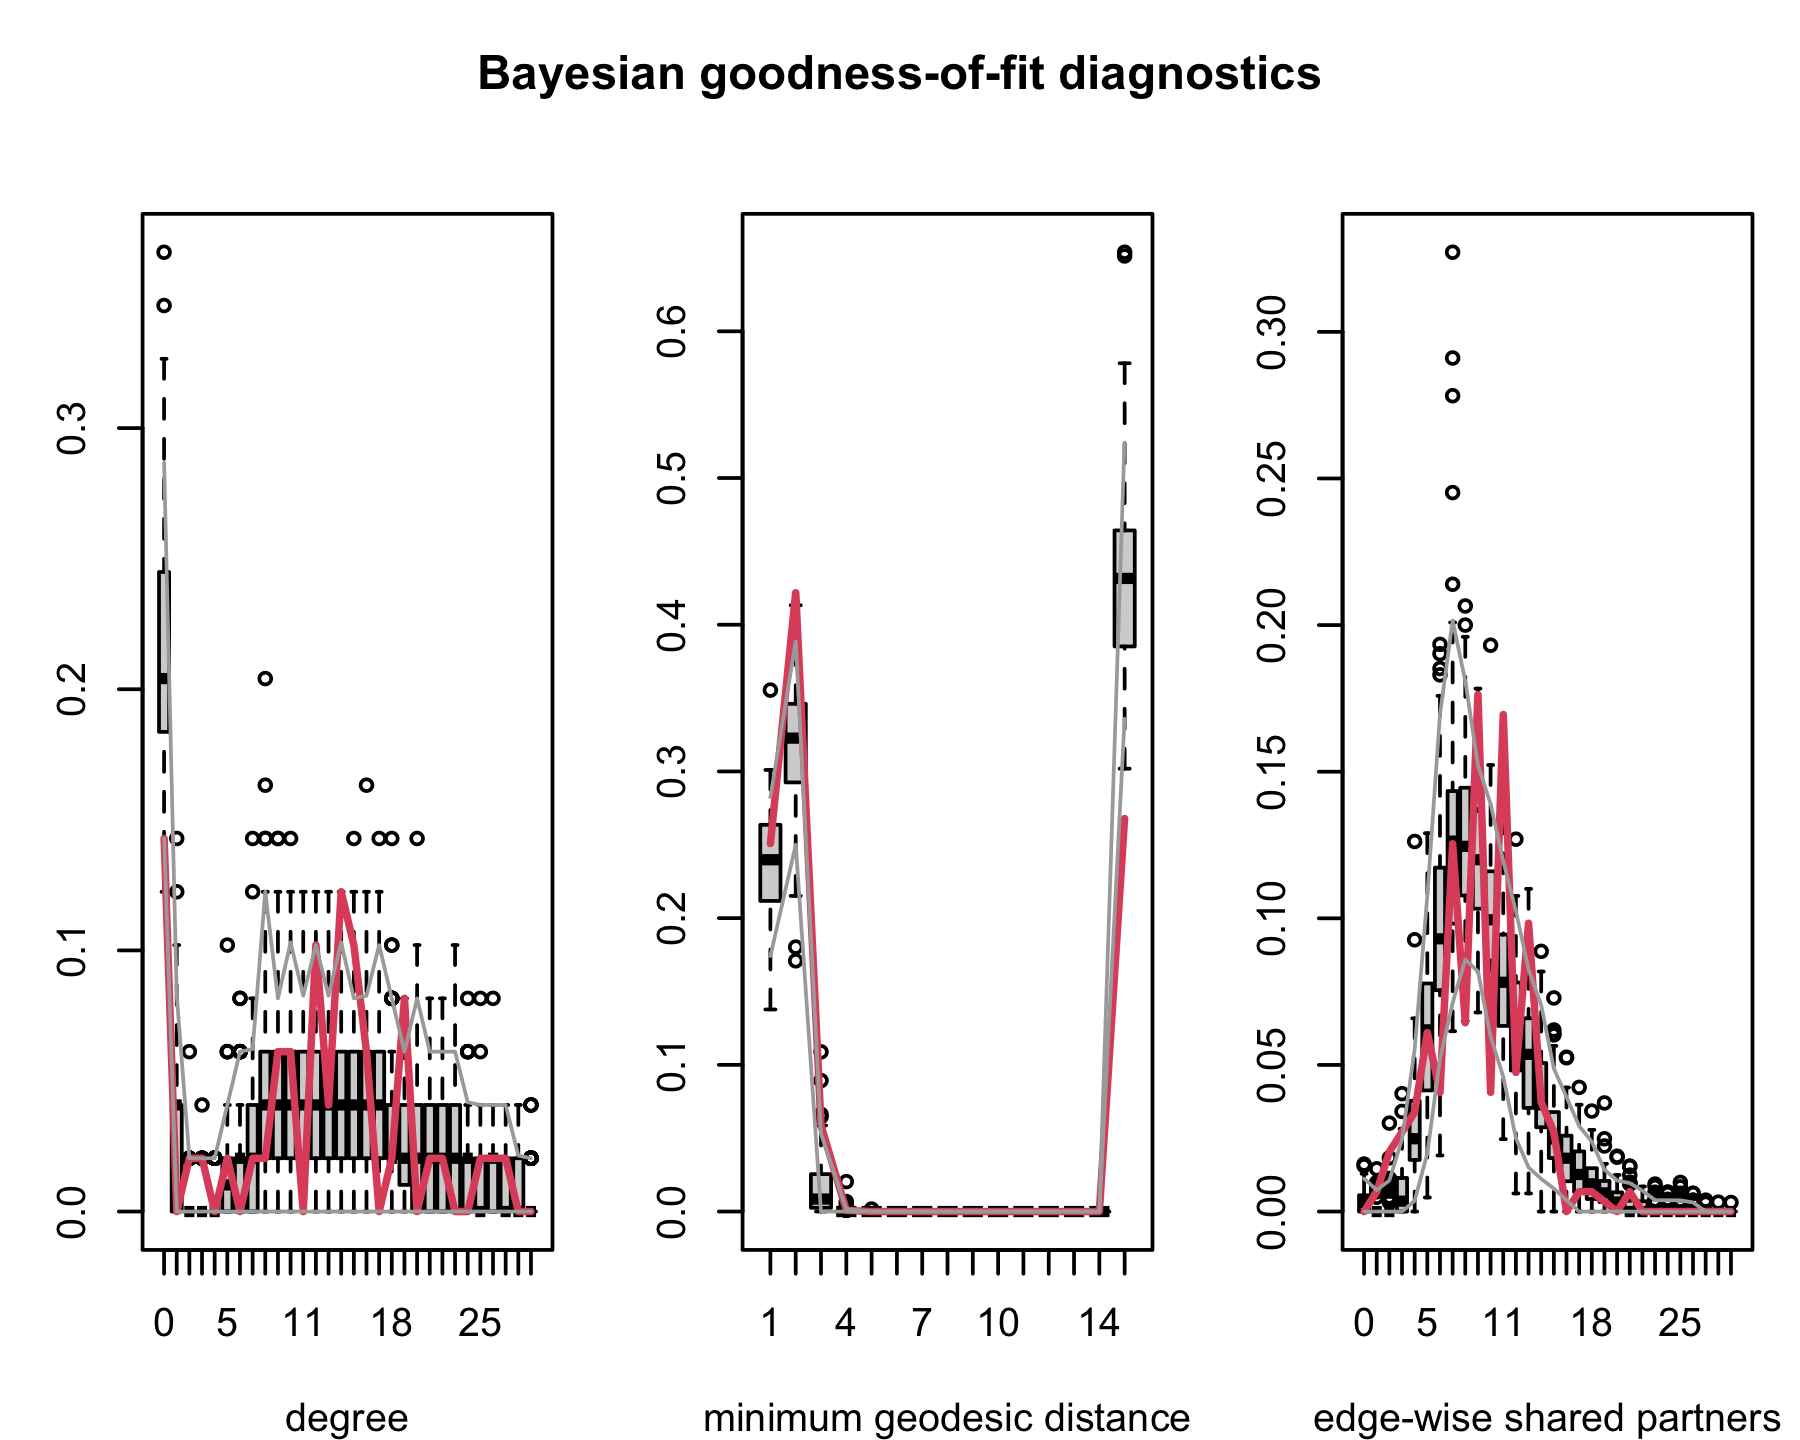 Bayesian goodness-of-fit diagnostics
0.0 0.1 0.2 0.3
0 5 11 18 25
degree
0.0 0.1 0.2 0.3 0.4 0.5 0.6
1 4 7 10 14
minimum geodesic distance
0.00 0.05 0.10 0.15 0.20 0.25 0.30
0 5 11 18 25
edge-wise shared partners